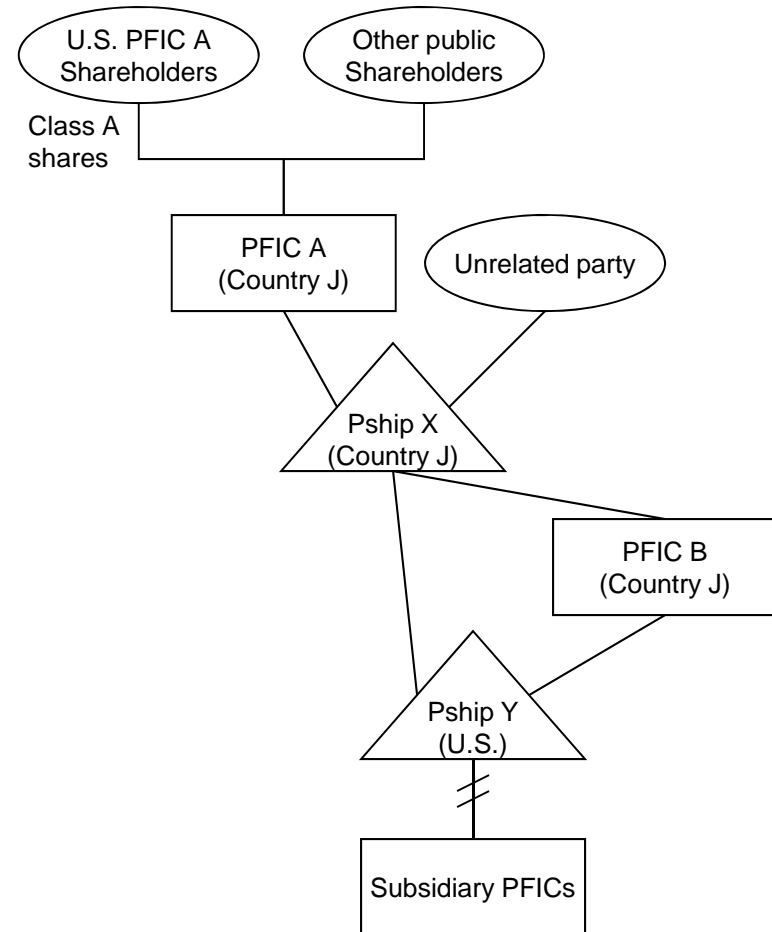 U.S. PFIC A
Shareholders
Other public
Shareholders
Class A
shares
PFIC A
(Country J)
Unrelated party
Pship X
(Country J)
PFIC B
(Country J)
Pship Y
(U.S.)
Subsidiary PFICs